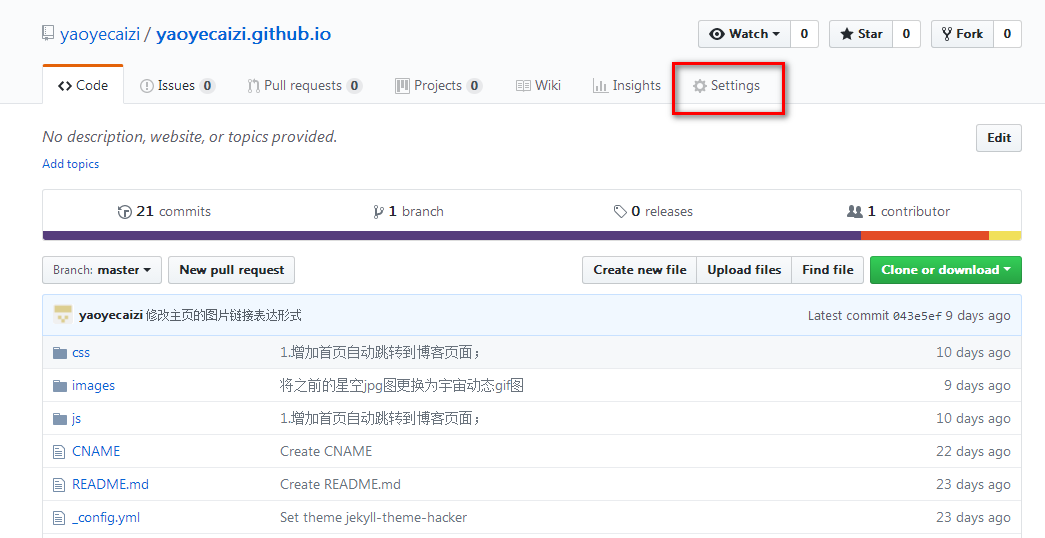 yaoyecaizi / yaoyecaizi.github.io
Watch 0 Star 0 Fork 0
Code Issues 0 Pull requests 0 Projects 0 Wiki Insights Settings
No description, website, or topics provided. Edit
Add topics
21 commits 1 branch 0 releases 1 contributor
Branch: master New pull request Create new file Upload files Find file Clone or download
yaoyecaizi 修改主页的图片链接表达形式 Latest commit 043e5ef 9 days ago
css 1.增加首页自动跳转到博客页面； 10 days ago
images 将之前的星空jpg图更换为宇宙动态gif图 9 days ago
js 1.增加首页自动跳转到博客页面； 10 days ago
CNAME Create CNAME 22 days ago
README.md Create README.md 23 days ago
_config.yml Set theme jekyll-theme-hacker 23 days ago